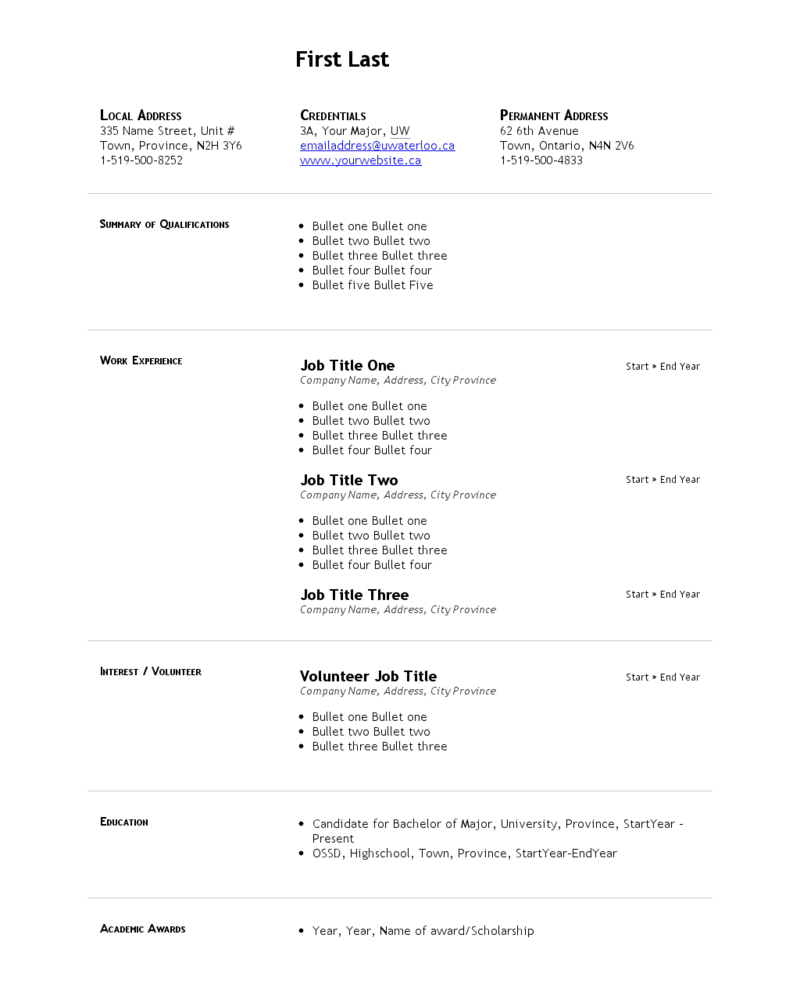 First Last
Local Address
335 Name Street, Unit #
Town, Province, N2H 3Y6
1-519-500-8252
Credentials
3A, Your Major, UW
emailaddress@uwaterloo.ca
www.yourwebsite.ca
Permanent Address
62 6th Avenue
Town, Ontario, N4N 2V6
1-519-500-4833
Summary of Qualifications
• Bullet one Bullet one
• Bullet two Bullet two
• Bullet three Bullet three
• Bullet four Bullet four
• Bullet five Bullet Five
Work Experience
Job Title One
Start » End Year
Company Name, Address, City Province
• Bullet one Bullet one
• Bullet two Bullet two
• Bullet three Bullet three
• Bullet four Bullet four
Job Title Two
Start » End Year
Company Name, Address, City Province
• Bullet one Bullet one
• Bullet two Bullet two
• Bullet three Bullet three
• Bullet four Bullet four
Job Title Three
Start » End Year
Company Name, Address, City Province
Interest / Volunteer
Volunteer Job Title
Start » End Year
Company Name, Address, City Province
• Bullet one Bullet one
• Bullet two Bullet two
• Bullet three Bullet three
Education
• Candidate for Bachelor of Major, University, Province, StartYear -
Present
• OSSD, Highschool, Town, Province, StartYear-EndYear
Academic Awards
• Year, Year, Name of award/Scholarship